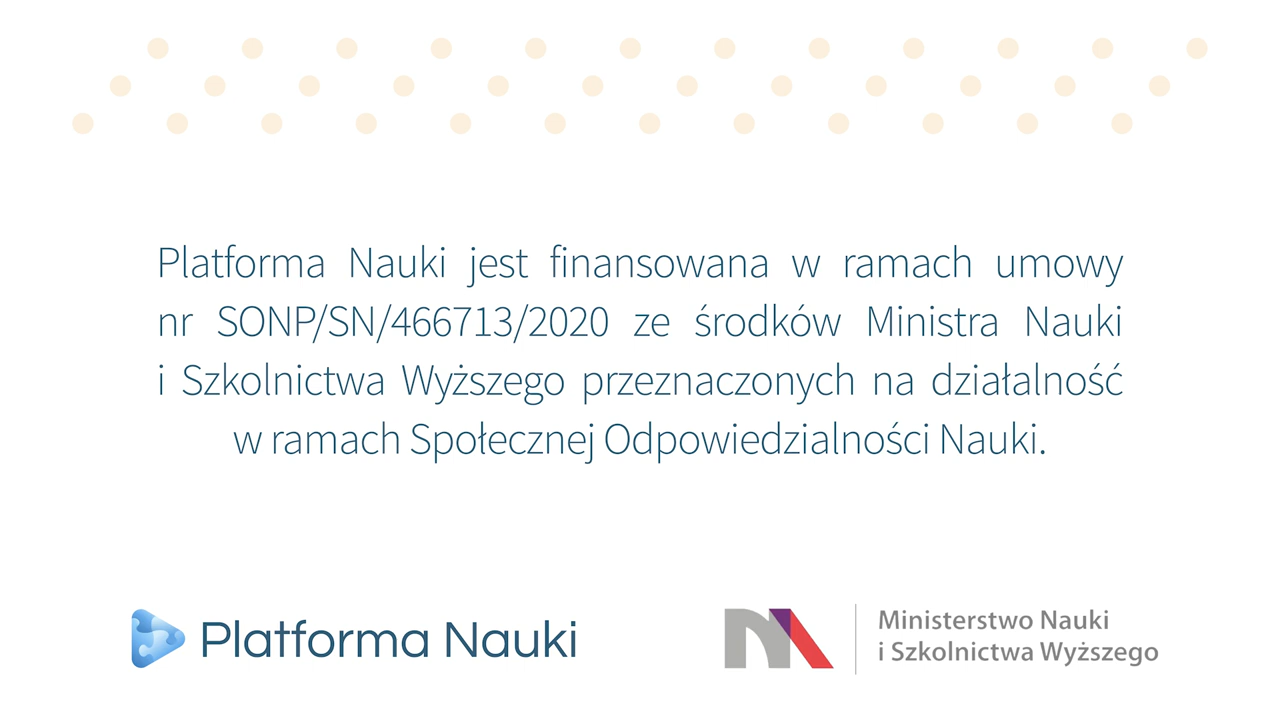 Platforma Nauki jest finansowana w ramach umowy
nr SONP/SN/466713/2020 ze środków Ministra Nauki
i Szkolnictwa Wyższego przeznaczonych na działalność
w ramach Społecznej Odpowiedzialności Nauki.
Platforma Nauki
Ministerstwo Nauki
i Szkolnictwa Wyższego